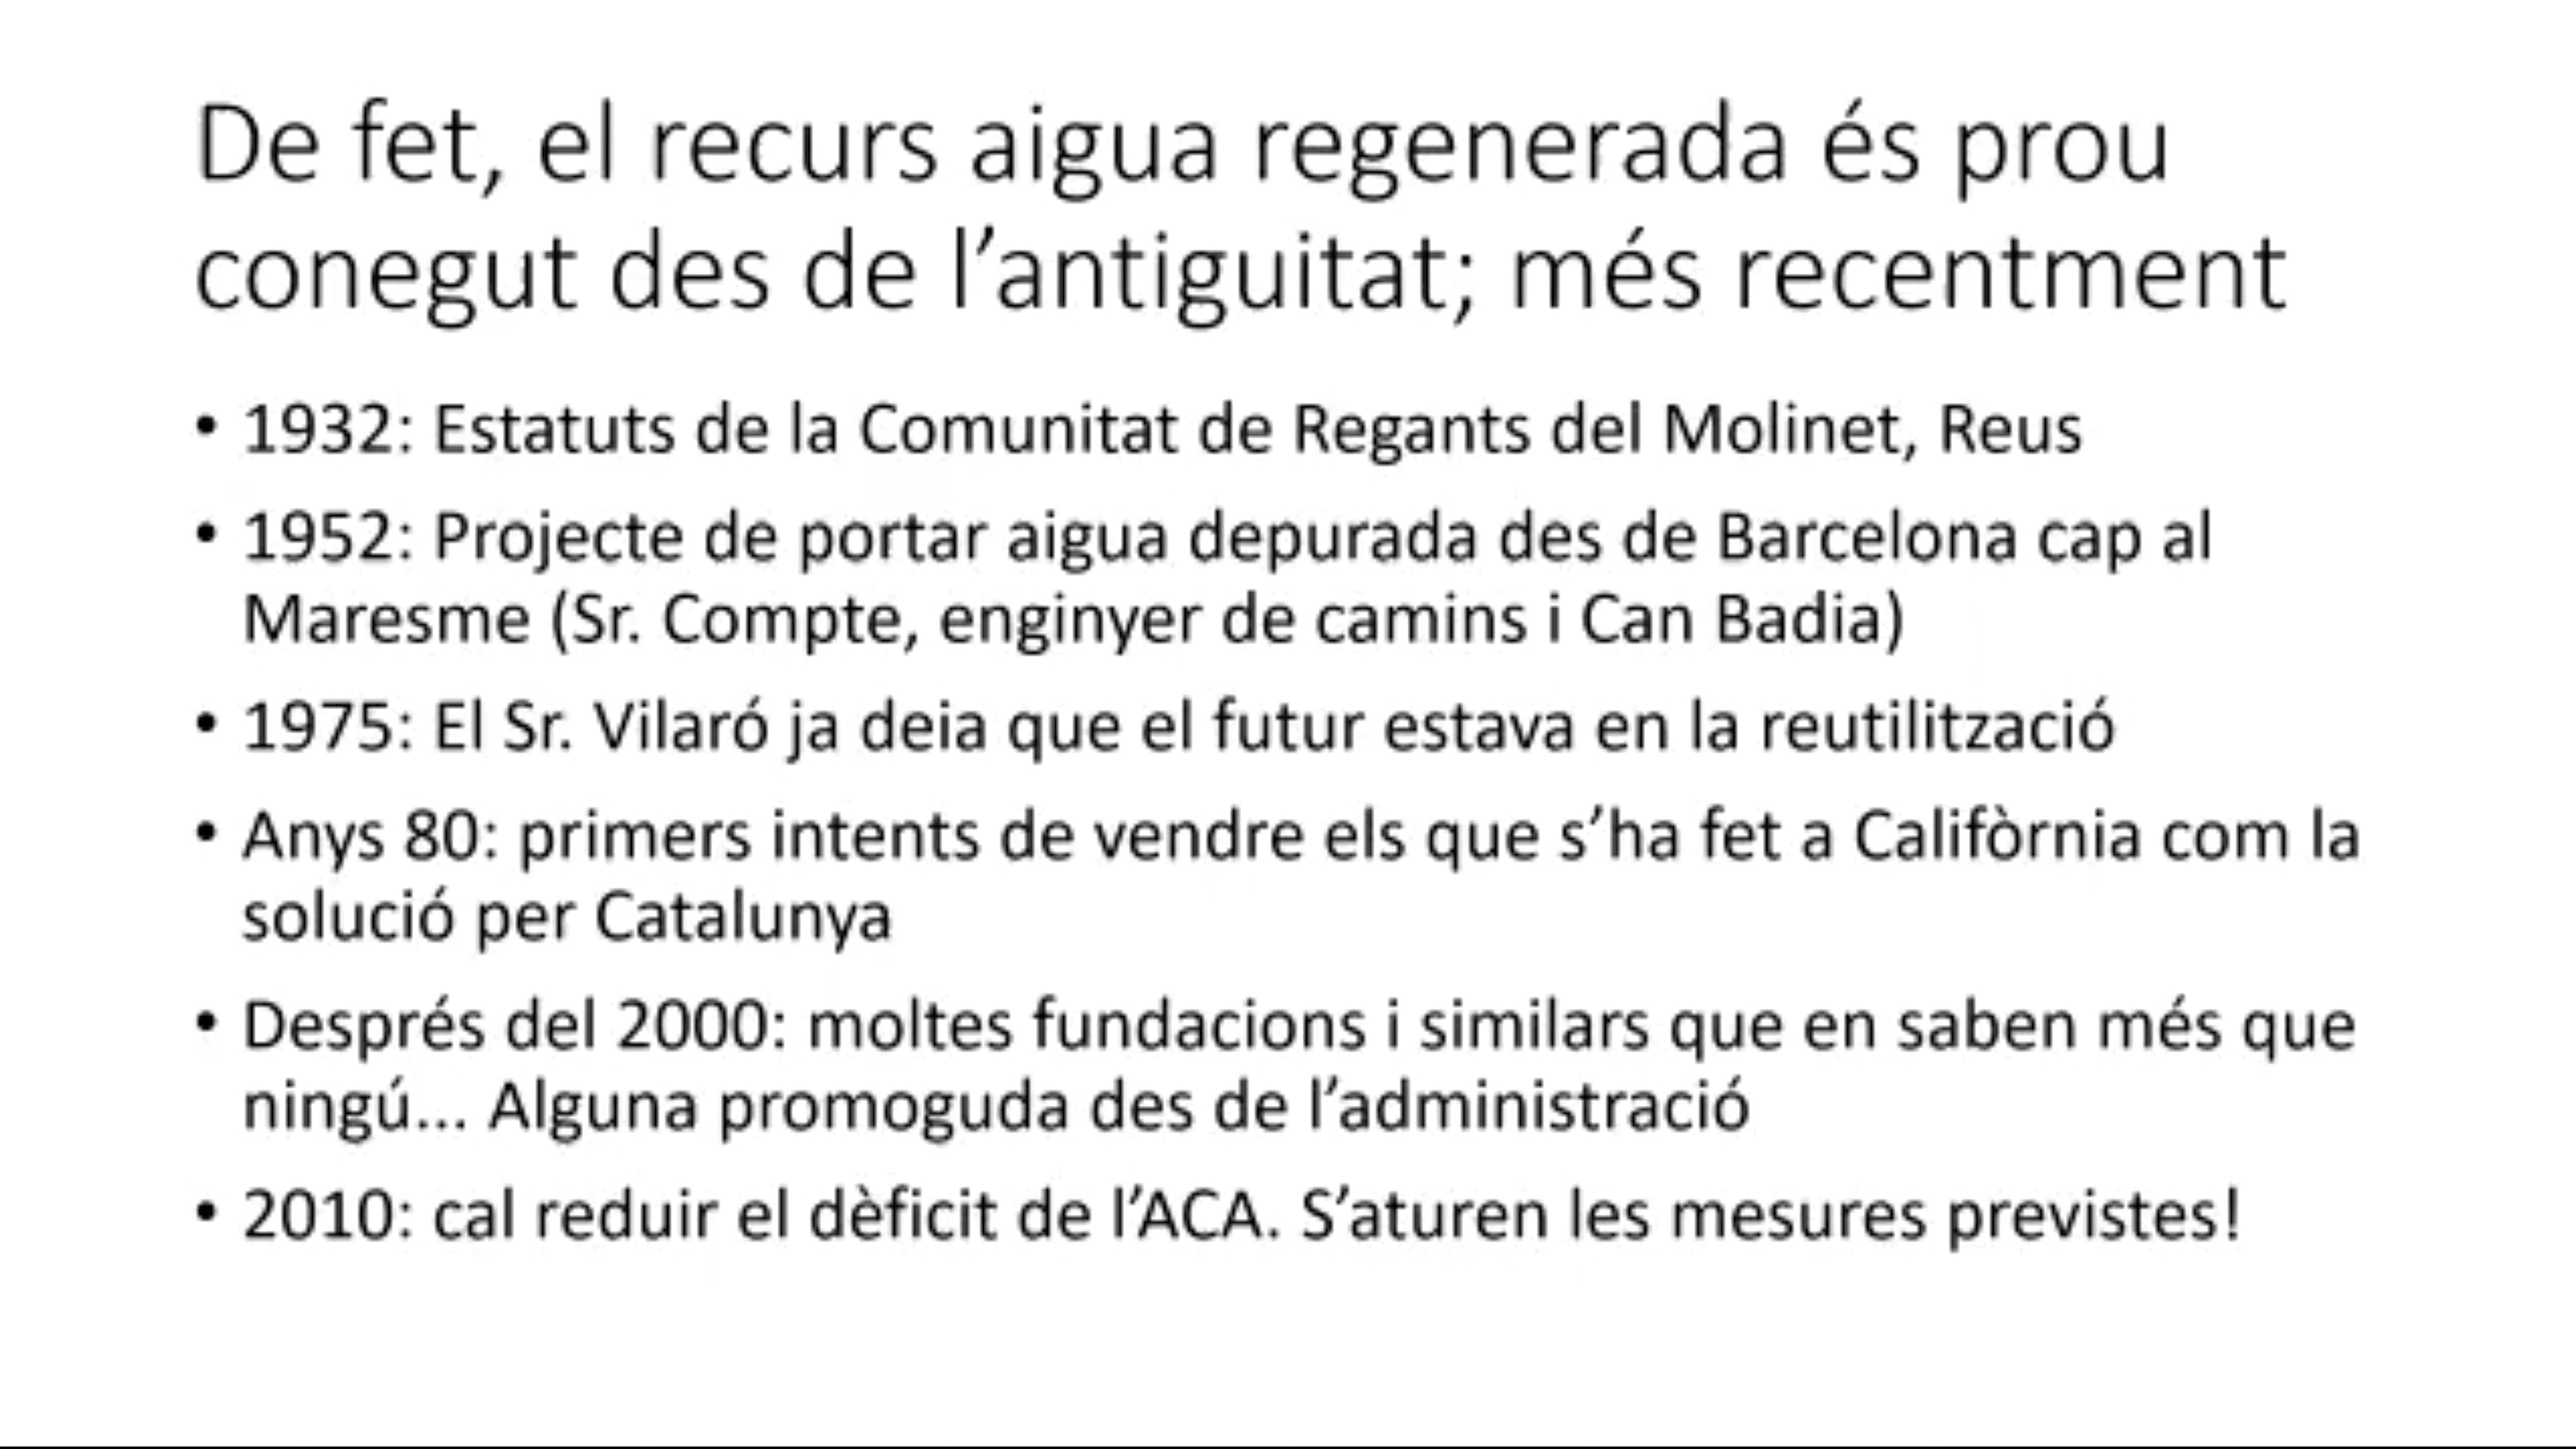 De fet, el recurs aigua regenerada és prou
conegut des de l’antiguitat; més recentment
• 1932: Estatuts de la Comunitat de Regants del Molinet, Reus
• 1952: Projecte de portar aigua depurada des de Barcelona cap al
Maresme (Sr. Compte, enginyer de camins i Can Badia)
• 1975: El Sr. Vilaró ja deia que el futur estava en la reutilització
• Anys 80: primers intents de vendre els que s’ha fet a Califòrnia com la
solució per Catalunya
• Després del 2000: moltes fundacions i similars que en saben més que
ningú... Alguna promoguda des de l’administració
• 2010: cal reduir el dèficit de l’ACA. S’aturen les mesures previstes!